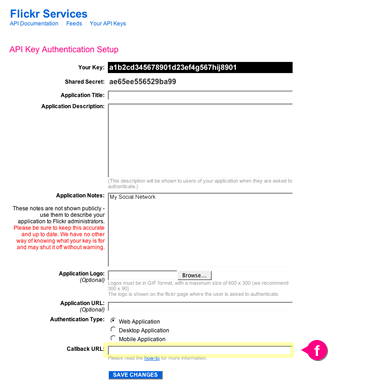 Flickr Services
API Documentation Feeds Your API Keys
API Key Authentication Setup
Your Key: a1b2cd345678901d23ef4g567hij8901
Shared Secret: ae65ee556529ba99
Application Title:
Application Description:
(This description will be shown to users of your application when they are asked to
authenticate.)
Application Notes: My Social Network
These notes are not shown publicly -
use them to describe your
application to Flickr administrators.
Please be sure to keep this accurate
and up to date. We have no other
way of knowing what your key is for
and may shut it off without warning.
Application Logo: Browse...
(Optional)
Logos must be in GIF format, with a maximum size of 600 x 300 (we recommend
300 x 90)
The logo is shown on the flickr page where the user is asked to authenticate.
Application URL:
(Optional)
Authentication Type: Web Application
Desktop Application
Mobile Application
Callback URL: f
Please read the how-to for more information.
SAVE CHANGES